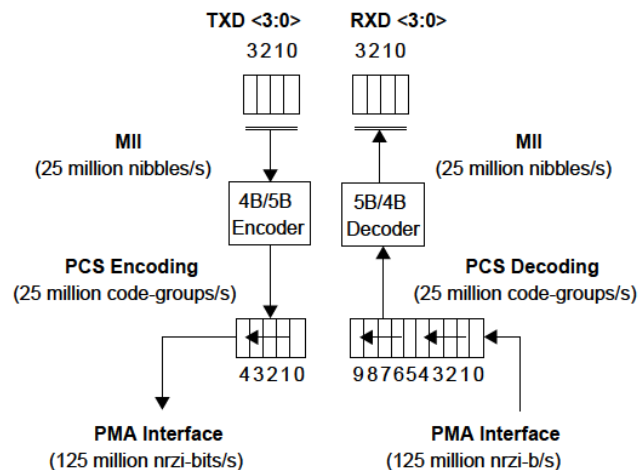 TXD <3:0> RXD <3:0>
3210 3210
MII MII
(25 million nibbles/s) (25 million nibbles/s)
4B/5B 5B/4B
Encoder Decoder
PCS Encoding PCS Decoding
(25 million code-groups/s) (25 million code-groups/s)
43210 9876543210
PMA Interface PMA Interface
(125 million nrzi-bits/s) (125 million nrzi-b/s)